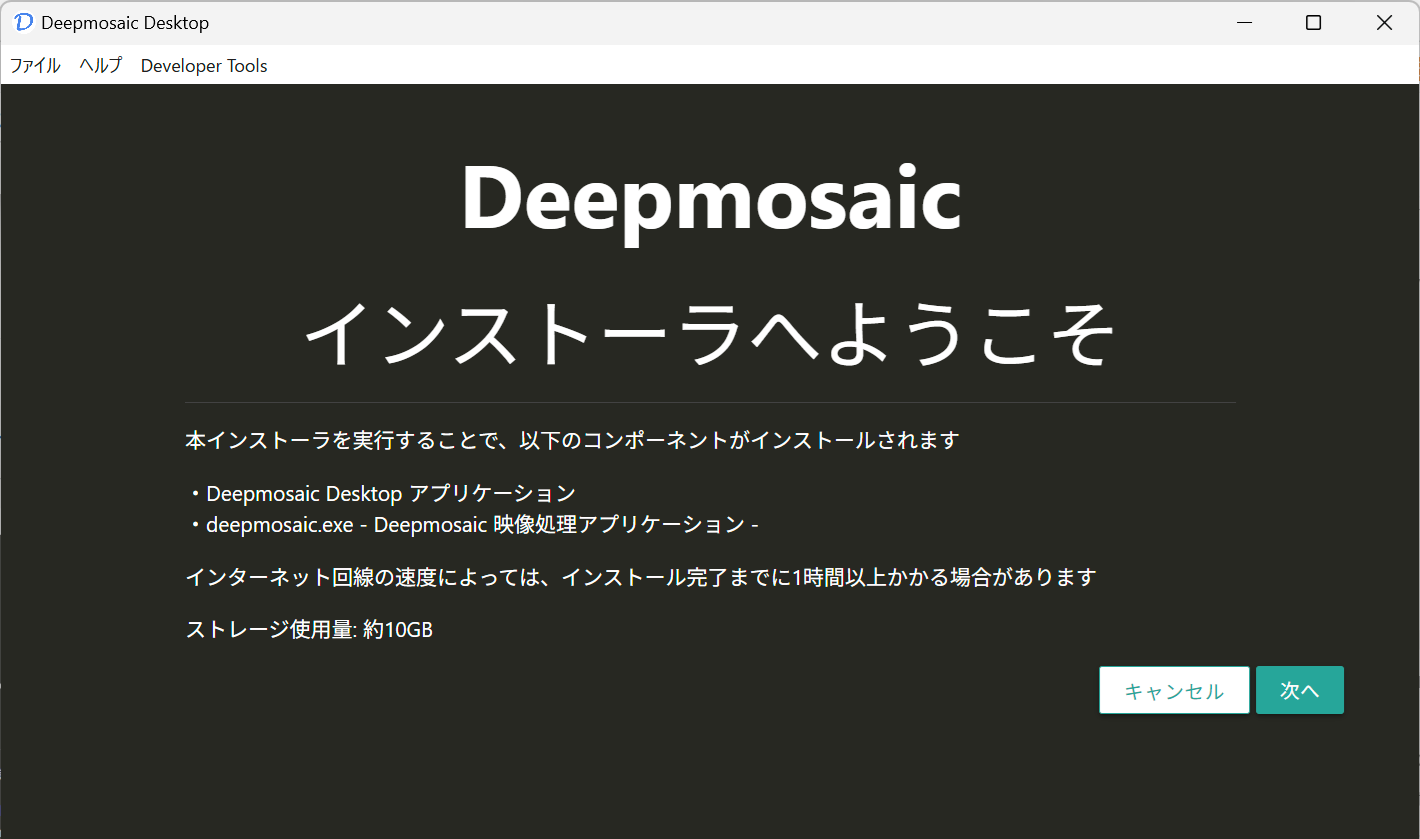 Deepmosaic Desktop
ファイル ヘルプ Developer Tools
Deepmosaic
インストーラへようこそ
本インストーラを実行することで、以下のコンポーネントがインストールされます
・Deepmosaic Desktop アプリケーション
・deepmosaic.exe - Deepmosaic 映像処理アプリケーション -
インターネット回線の速度によっては、インストール完了までに1時間以上かかる場合があります
ストレージ使用量: 約10GB
キャンセル 次へ